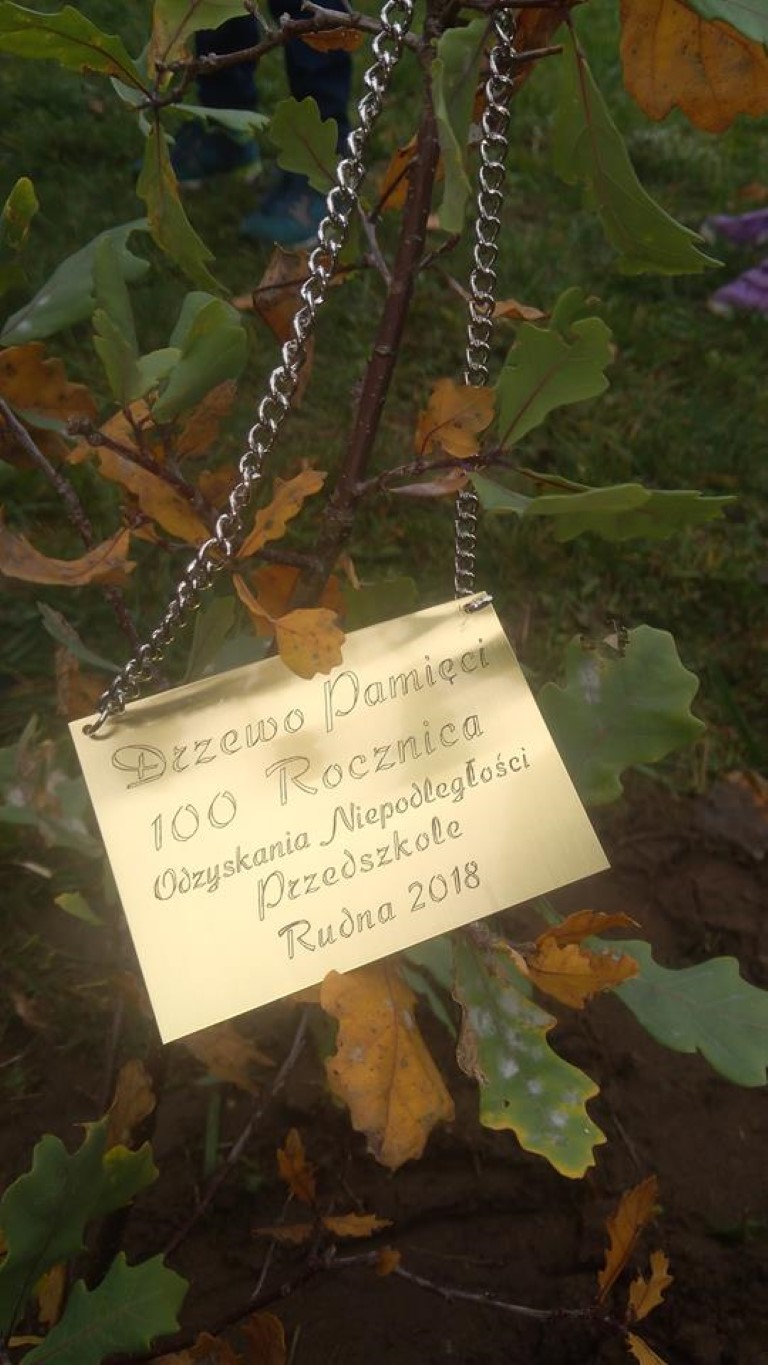 Drzewo Pamięci
100 Rocznica
Odzyskania Niepodległości
Przedszkole
Rudna 2018